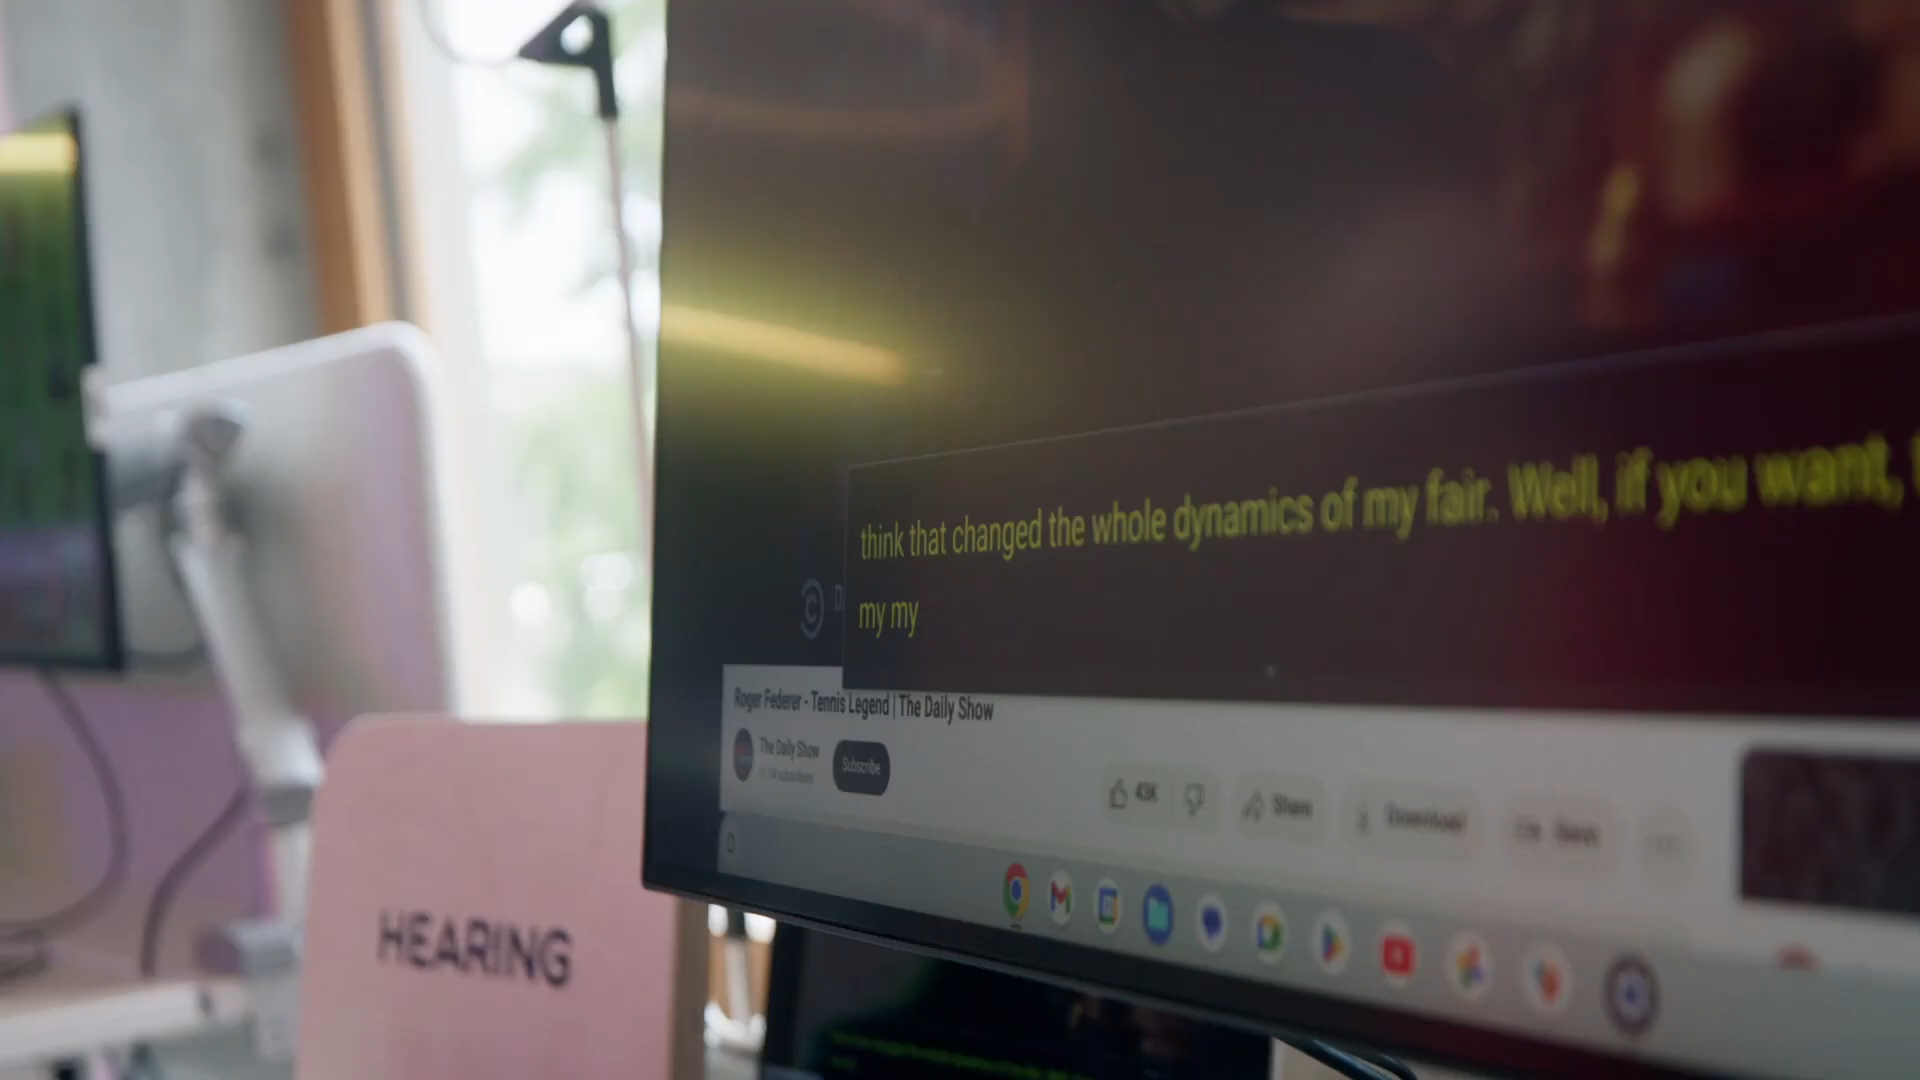 think that changed the whole dynamics of my fair. Well, if you want,
my my
Roger Federer - Tennis Legend | The Daily Show
The Daily Show
Subscribe
43K
Share
Download
HEARING